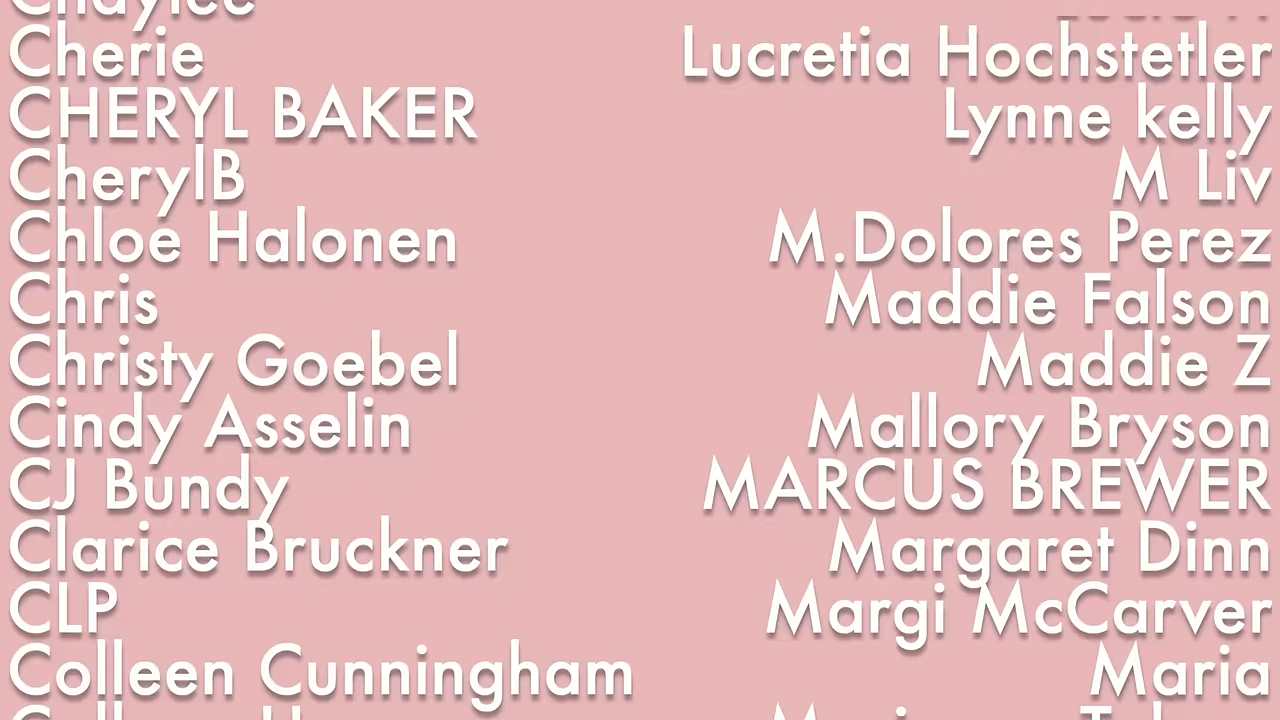 Cherie
CHERYL BAKER
CherylB
Chloe Halonen
Chris
Christy Goebel
Cindy Asselin
CJ Bundy
Clarice Bruckner
CLP
Colleen Cunningham
Lucretia Hochstetler
Lynne kelly
M Liv
M.Dolores Perez
Maddie Falson
Maddie Z
Mallory Bryson
MARCUS BREWER
Margaret Dinn
Margi McCarver
Maria